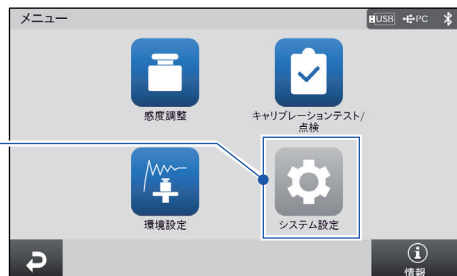 メニュー
USB PC
感度調整
キャリブレーションテスト/
点検
環境設定
システム設定
情報